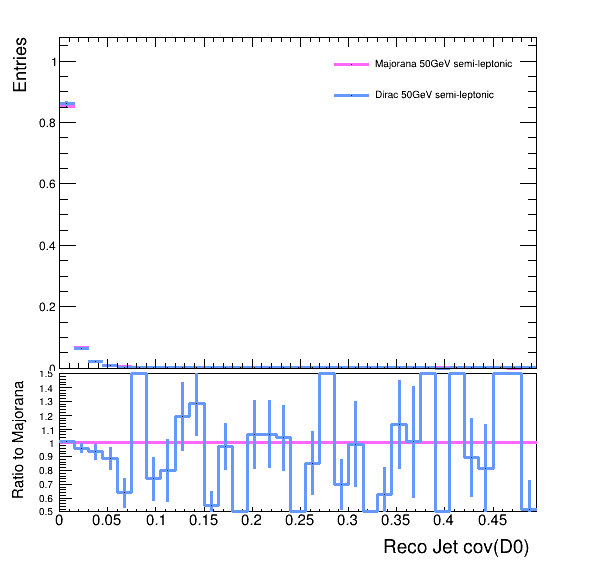 Entries
1
0.8
0.6
0.4
0.2
0
Majorana 50GeV semi-leptonic
Dirac 50GeV semi-leptonic
Ratio to Majorana
1.5
1.4
1.3
1.2
1.1
1
0.9
0.8
0.7
0.6
0.5
0 0.05 0.1 0.15 0.2 0.25 0.3 0.35 0.4 0.45
Reco Jet cov(D0)